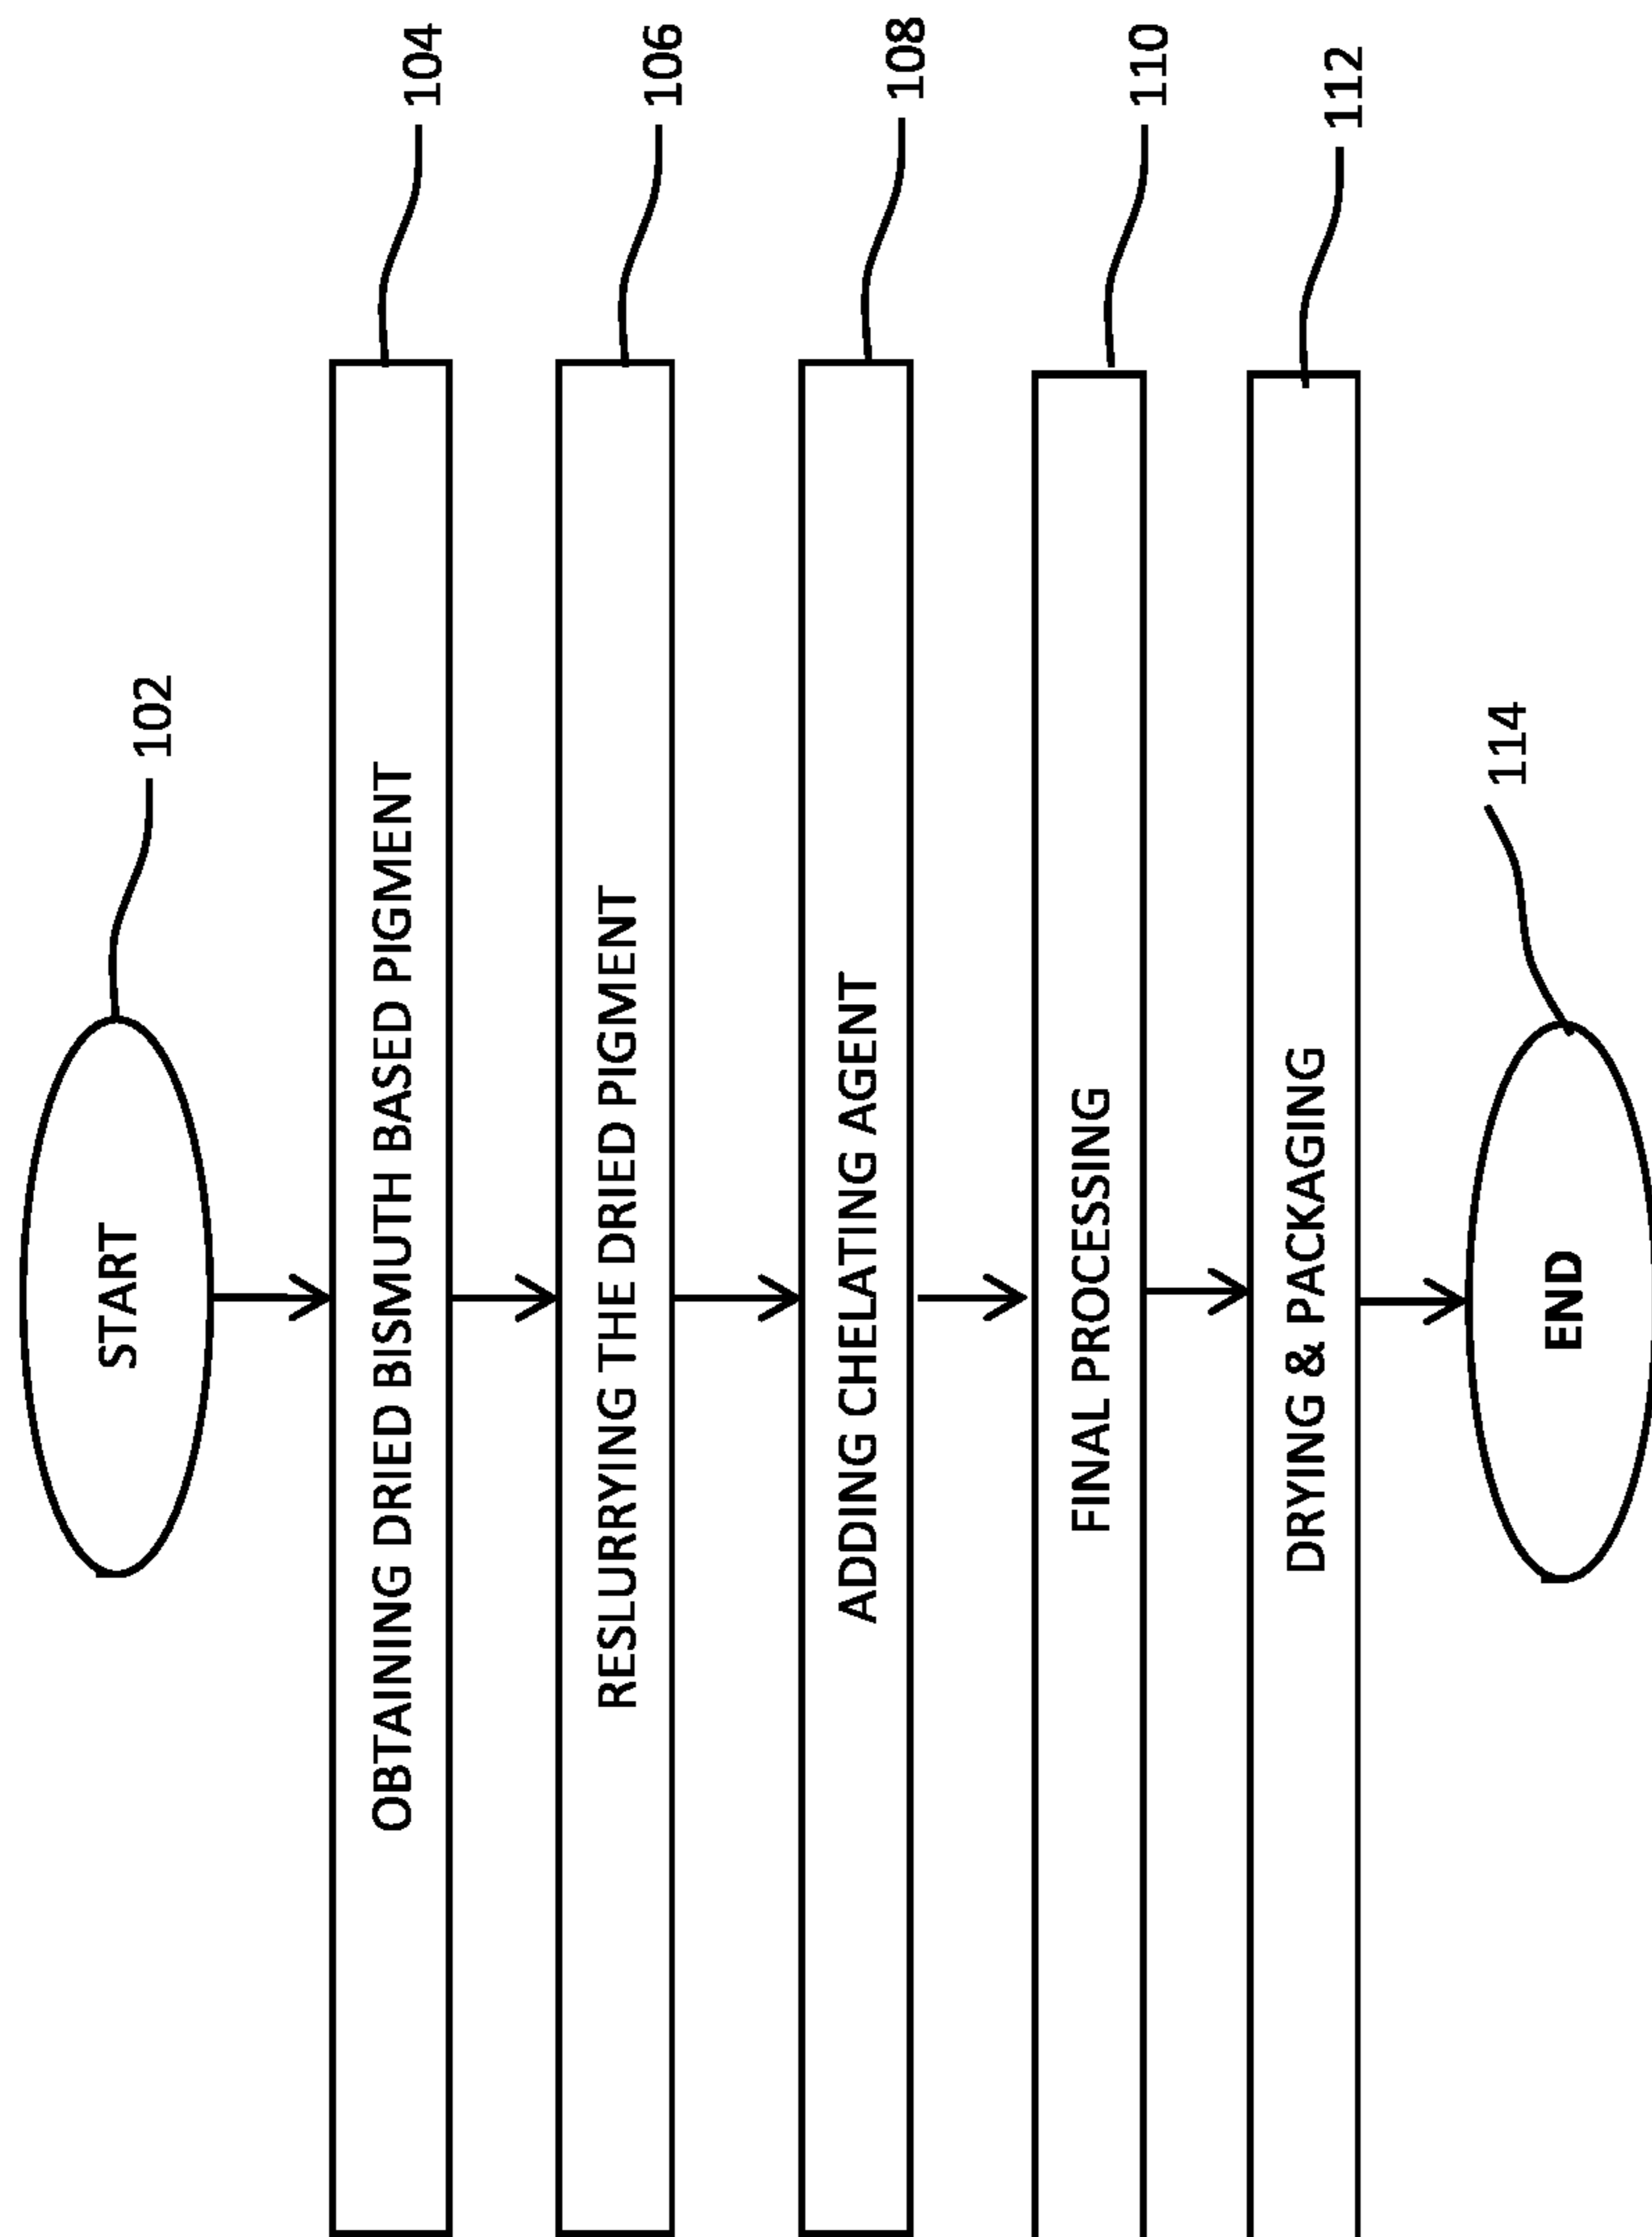 START
102
OBTAINING DRIED BISMUTH BASED PIGMENT
104
RESLURRYING THE DRIED PIGMENT
106
ADDING CHELATING AGENT
108
FINAL PROCESSING
110
DRYING & PACKAGING
112
END
114